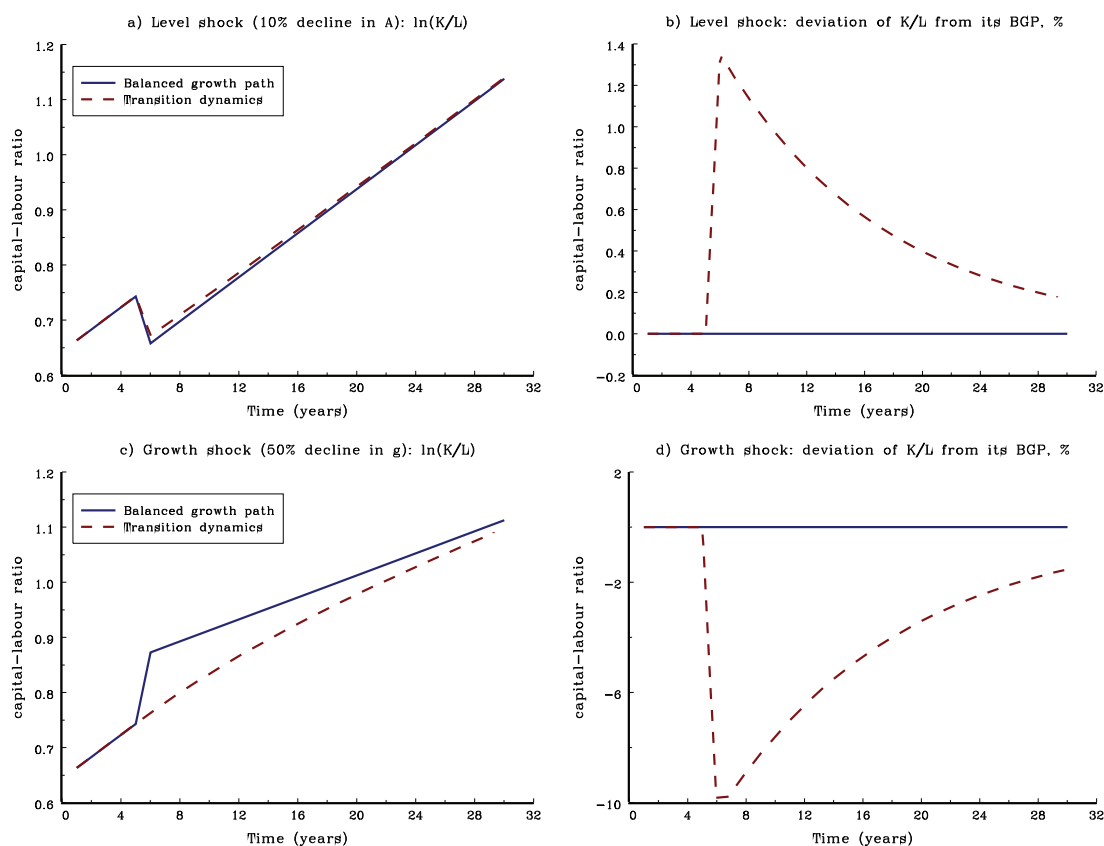 a) Level shock (10% decline in A): ln(K/L)
capital-labour ratio
1.2
1.1
1.0
0.9
0.8
0.7
0.6
Balanced growth path
Transition dynamics
0 4 8 12 16 20 24 28 32
Time (years)
b) Level shock: deviation of K/L from its BGP, %
capital-labour ratio
1.4
1.2
1.0
0.8
0.6
0.4
0.2
0.0
-0.2
0 4 8 12 16 20 24 28 32
Time (years)
c) Growth shock (50% decline in g): ln(K/L)
capital-labour ratio
1.2
1.1
1.0
0.9
0.8
0.7
0.6
Balanced growth path
Transition dynamics
0 4 8 12 16 20 24 28 32
Time (years)
d) Growth shock: deviation of K/L from its BGP, %
capital-labour ratio
2
-2
-6
-10
0 4 8 12 16 20 24 28 32
Time (years)